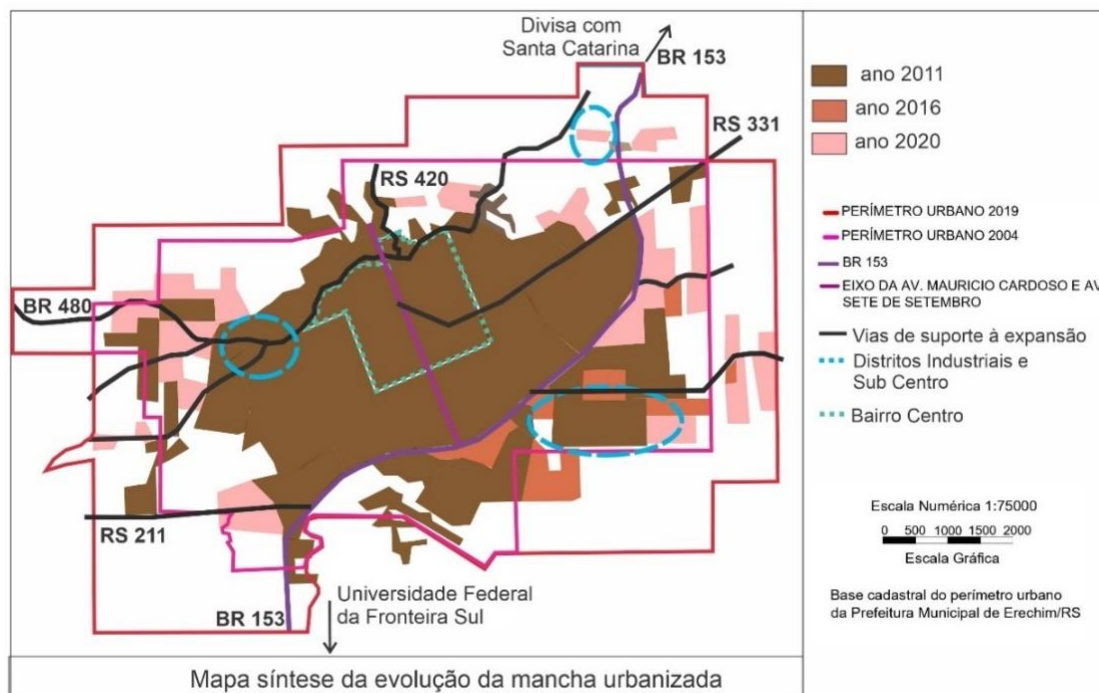 Divisa com
Santa Catarina
BR 153
RS 331
RS 420
BR 480
RS 211
BR 153
Universidade Federal
da Fronteira Sul
Mapa síntese da evolução da mancha urbanizada
ano 2011
ano 2016
ano 2020
PERÍMETRO URBANO 2019
PERÍMETRO URBANO 2004
BR 153
EIXO DA AV. MAURICIO CARDOSO E AV
SETE DE SETEMBRO
Vias de suporte à expansão
Distritos Industriais e
Sub Centro
Bairro Centro
Escala Numérica 1:75000
0 500 1000 1500 2000
Escala Gráfica
Base cadastral do perímetro urbano
da Prefeitura Municipal de Erechim/RS